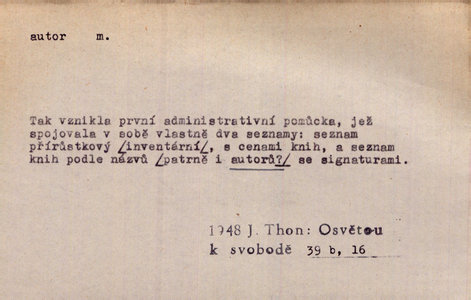 autor m.
Tak vznikla první administrativní pomůcka, jež
spojovala v sobě vlastně dva seznamy: seznam
přírůstkový /inventární/, s cenami knih, a seznam
knih podle názvů /patrně i autorů?/ se signaturami.
1948 J. Thon: Osvětou
k svobodě 39 b, 16